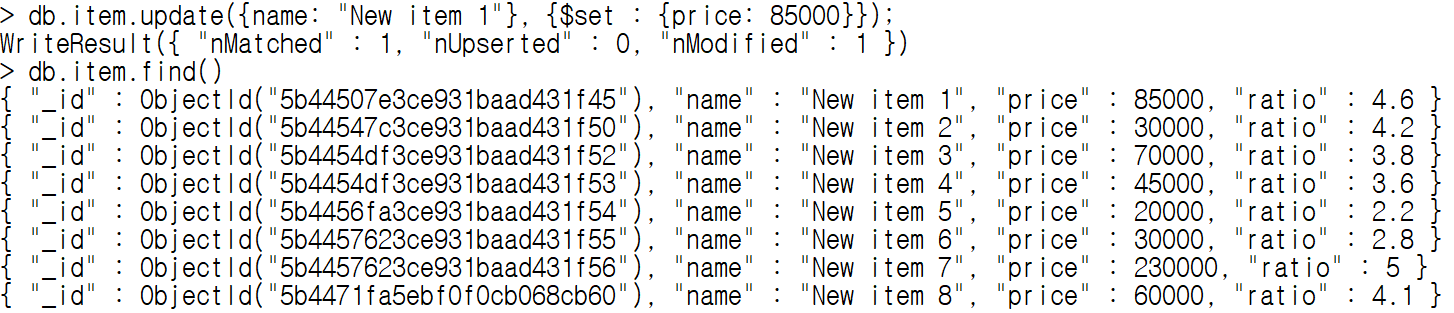 > db.item.update({name: "New item 1"}, {$set : {price: 85000}});
WriteResult({ "nMatched" : 1, "nUpserted" : 0, "nModified" : 1 })
> db.item.find()
{ "_id" : ObjectId("5b44507e3ce931baad431f45"), "name" : "New item 1", "price" : 85000, "ratio" : 4.6 }
{ "_id" : ObjectId("5b44547c3ce931baad431f50"), "name" : "New item 2", "price" : 30000, "ratio" : 4.2 }
{ "_id" : ObjectId("5b4454df3ce931baad431f52"), "name" : "New item 3", "price" : 70000, "ratio" : 3.8 }
{ "_id" : ObjectId("5b4454df3ce931baad431f53"), "name" : "New item 4", "price" : 45000, "ratio" : 3.6 }
{ "_id" : ObjectId("5b4456fa3ce931baad431f54"), "name" : "New item 5", "price" : 20000, "ratio" : 2.2 }
{ "_id" : ObjectId("5b4457623ce931baad431f55"), "name" : "New item 6", "price" : 30000, "ratio" : 2.8 }
{ "_id" : ObjectId("5b4457623ce931baad431f56"), "name" : "New item 7", "price" : 230000, "ratio" : 5 }
{ "_id" : ObjectId("5b4471fa5ebf0f0cb068cb60"), "name" : "New item 8", "price" : 60000, "ratio" : 4.1 }